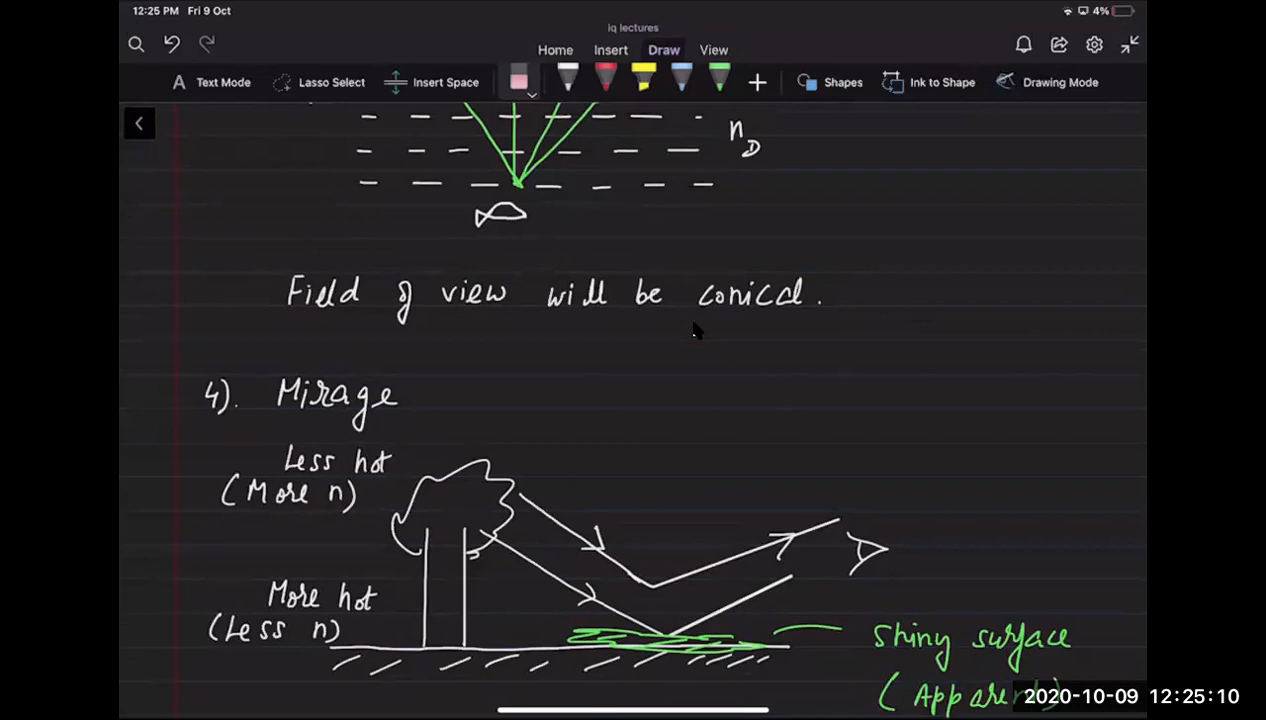 12:25 PM Fri 9 Oct
4%
iq lectures
Home Insert Draw View
Text Mode Lasso Select Insert Space Shapes Ink to Shape Drawing Mode
n D
Field of view will be conical.
4). Mirage
Less hot
(More n)
More hot
(Less n)
Shiny surface
(Apparen
2020-10-09 12:25:10